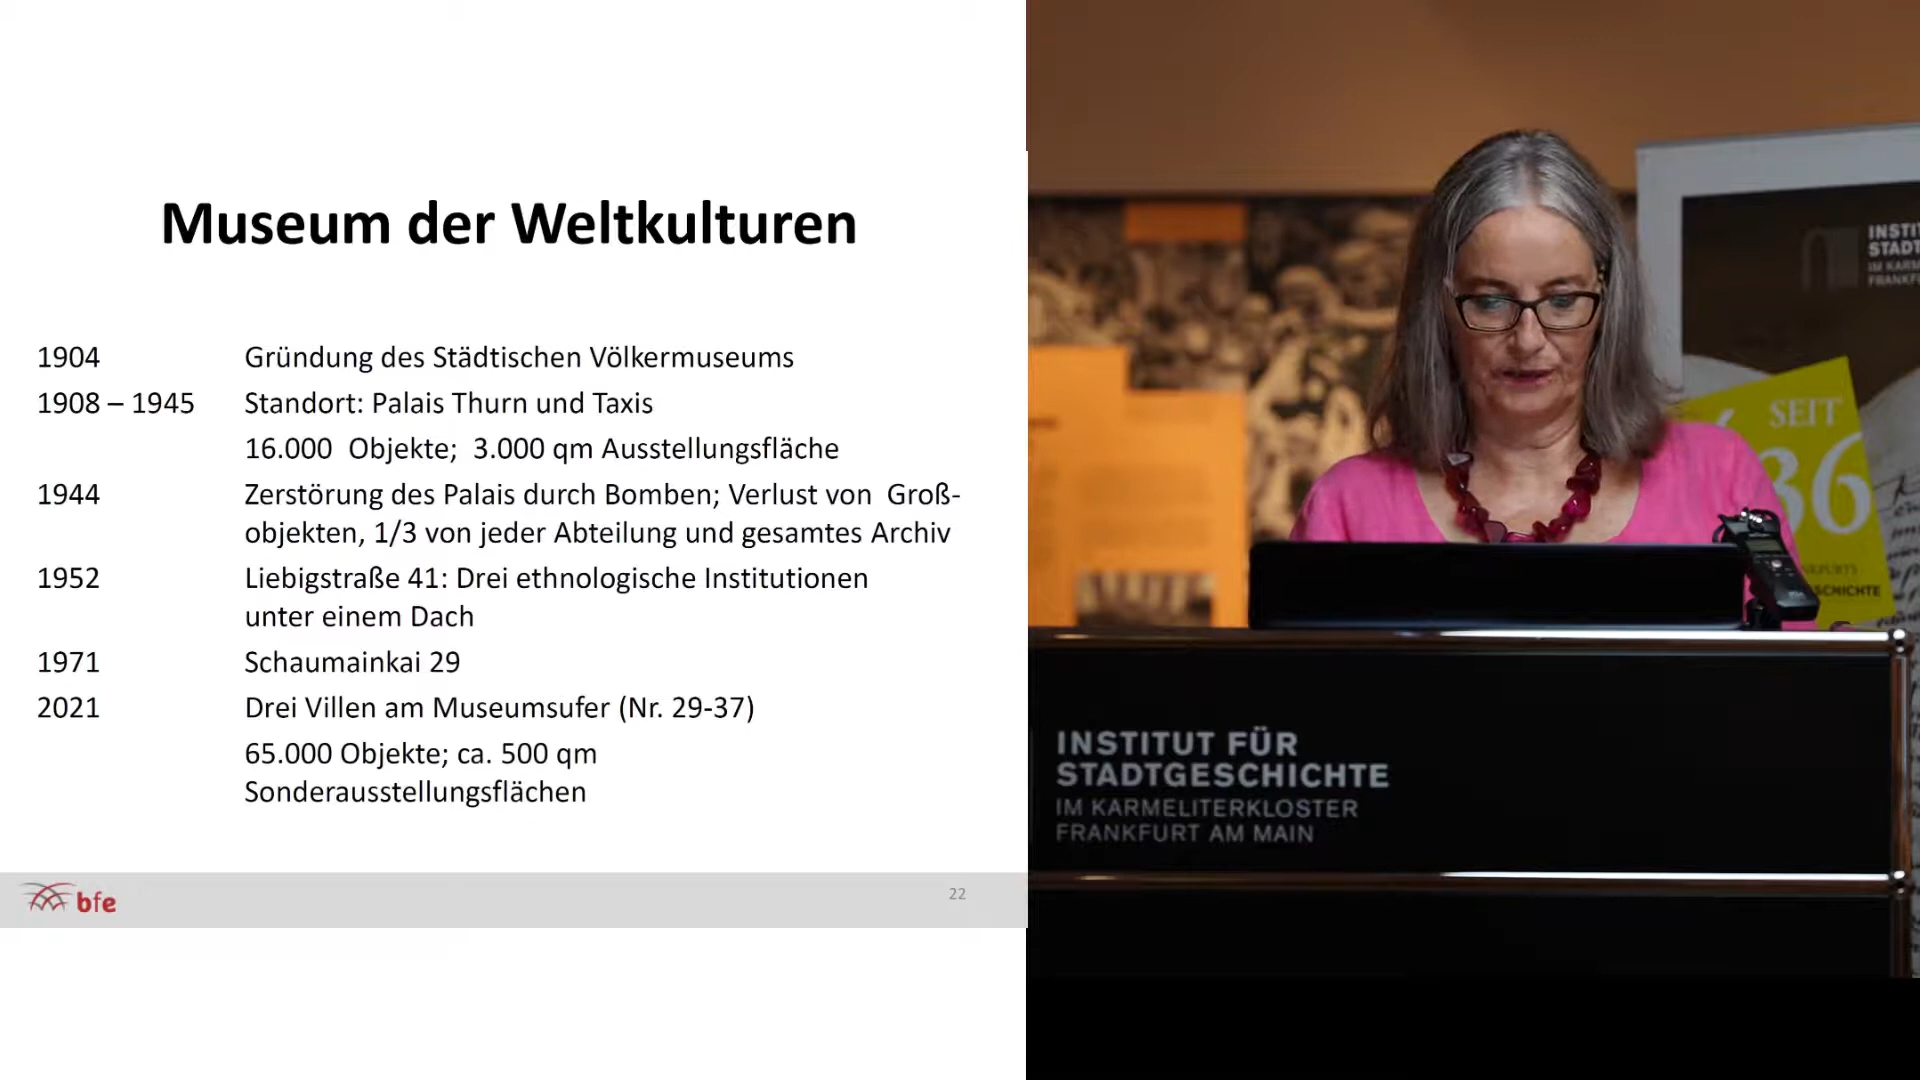 Museum der Weltkulturen
1904 Gründung des Städtischen Völkermuseums
1908 – 1945 Standort: Palais Thurn und Taxis
16.000 Objekte; 3.000 qm Ausstellungsfläche
1944 Zerstörung des Palais durch Bomben; Verlust von Groß-
objekten, 1/3 von jeder Abteilung und gesamtes Archiv
1952 Liebigstraße 41: Drei ethnologische Institutionen
unter einem Dach
1971 Schaumainkai 29
2021 Drei Villen am Museumsufer (Nr. 29-37)
65.000 Objekte; ca. 500 qm
Sonderausstellungsflächen
bfe
22
SEIT
36
INSTITUT FÜR
STADTGESCHICHTE
IM KARMELITERKLOSTER
FRANKFURT AM MAIN